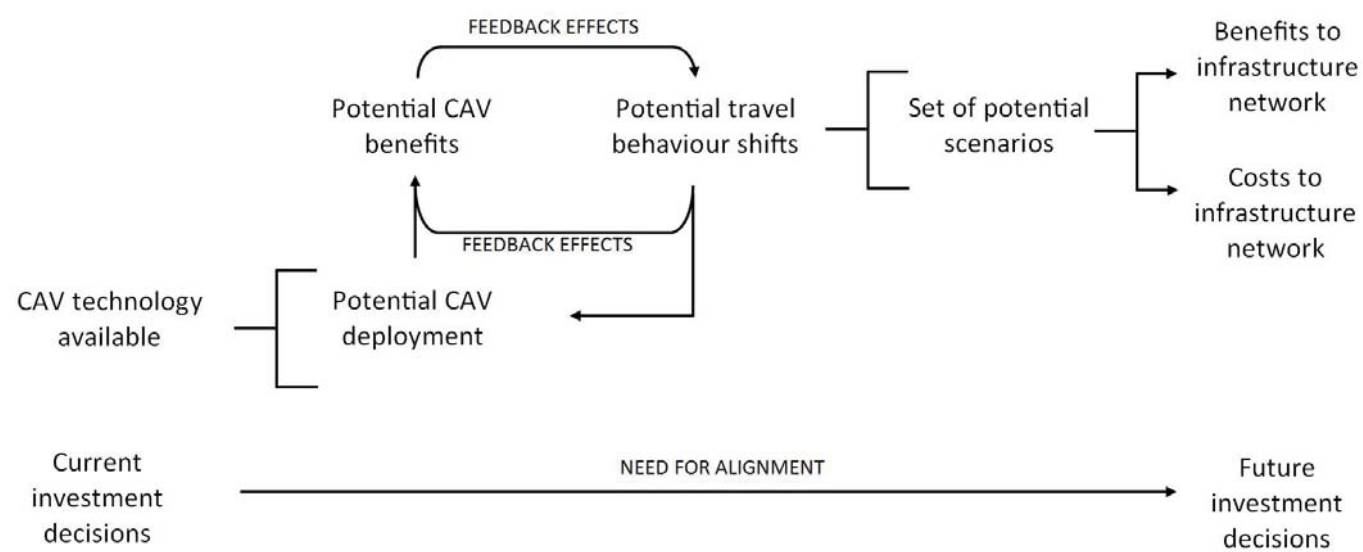 FEEDBACK EFFECTS
Potential CAV
benefits
Potential travel
behaviour shifts
Set of potential
scenarios
Benefits to
infrastructure
network
Costs to
infrastructure
network
FEEDBACK EFFECTS
CAV technology
available
Potential CAV
deployment
Current
investment
decisions
NEED FOR ALIGNMENT
Future
investment
decisions